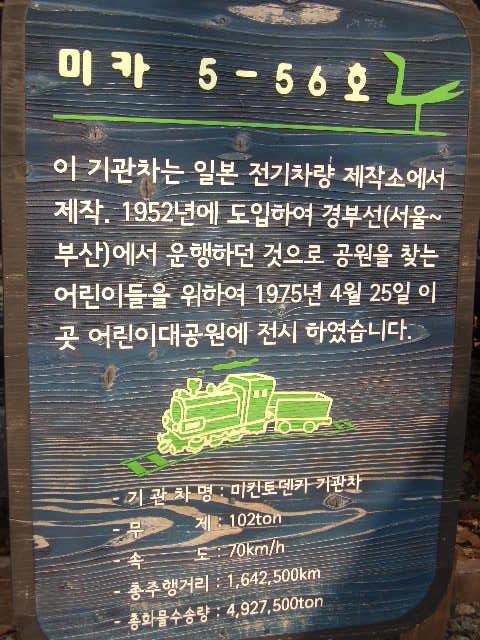 미카 5-56호
이 기관차는 일본 전기차량 제작소에서
제작. 1952년에 도입하여 경부선(서울~
부산)에서 운행하던 것으로 공원을 찾는
어린이들을 위하여 1975년 4월 25일 이
곳 어린이대공원에 전시 하였습니다.
- 기 관 차 명 : 미킨토덴카 기관차
- 무 제 : 102ton
- 속 도 : 70km/h
- 총주행거리 : 1,642,500km
- 총화물수송량 : 4,927,500ton